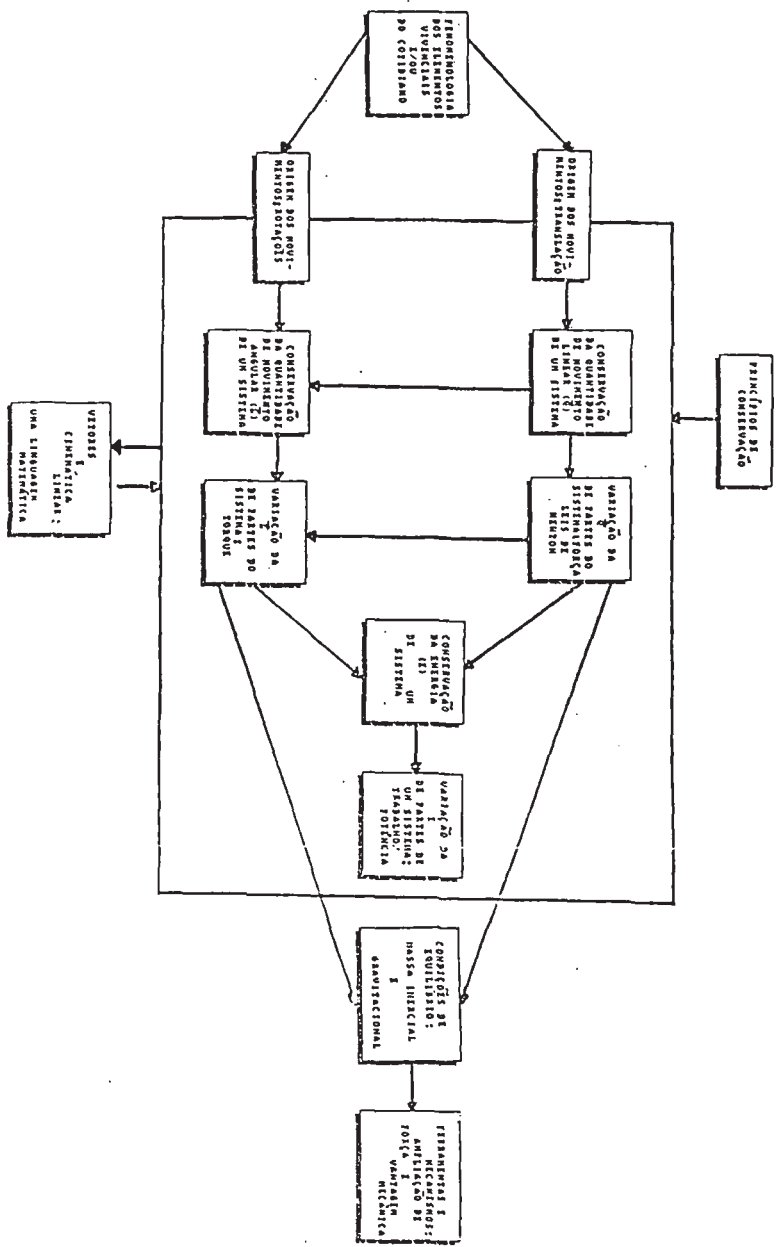 FENOMENOLOGIA
DOS ELEMENTOS
VIVENCIAIS
E/OU
DO COTIDIANO
ORIGEM DOS MOVI-
MENTOS:TRANSLAÇÃO
ORIGEM DOS MOVI-
MENTOS:ROTAÇÕES
PRINCÍPIOS DE
CONSERVAÇÃO
CONSERVAÇÃO
DA QUANTIDADE
DE MOVIMENTO
LINEAR
DE UM SISTEMA
CONSERVAÇÃO
DA QUANTIDADE
DE MOVIMENTO
ANGULAR
DE UM SISTEMA
VETORES
E
CINEMÁTICA
LINEAR:
UMA LINGUAGEM
MATEMÁTICA
VARIAÇÃO DA
DE PARTES DO
SISTEMA:FORÇA
LEIS DE
NEWTON
VARIAÇÃO DA
DE PARTES DO
SISTEMA:
TORQUE
CONSERVAÇÃO
DA ENERGIA
(E)
DE UM
SISTEMA
VARIAÇÃO DA
E
DE PARTES DE
UM SISTEMA:
TRABALHO,
POTÊNCIA
CONDIÇÕES DE
EQUILÍBRIO:
MASSA INERCIAL
E
GRAVITACIONAL
FERRAMENTAS E
MECANISMOS:
AMPLIAÇÃO DE
FORÇA E
VANTAGEM
MECÂNICA